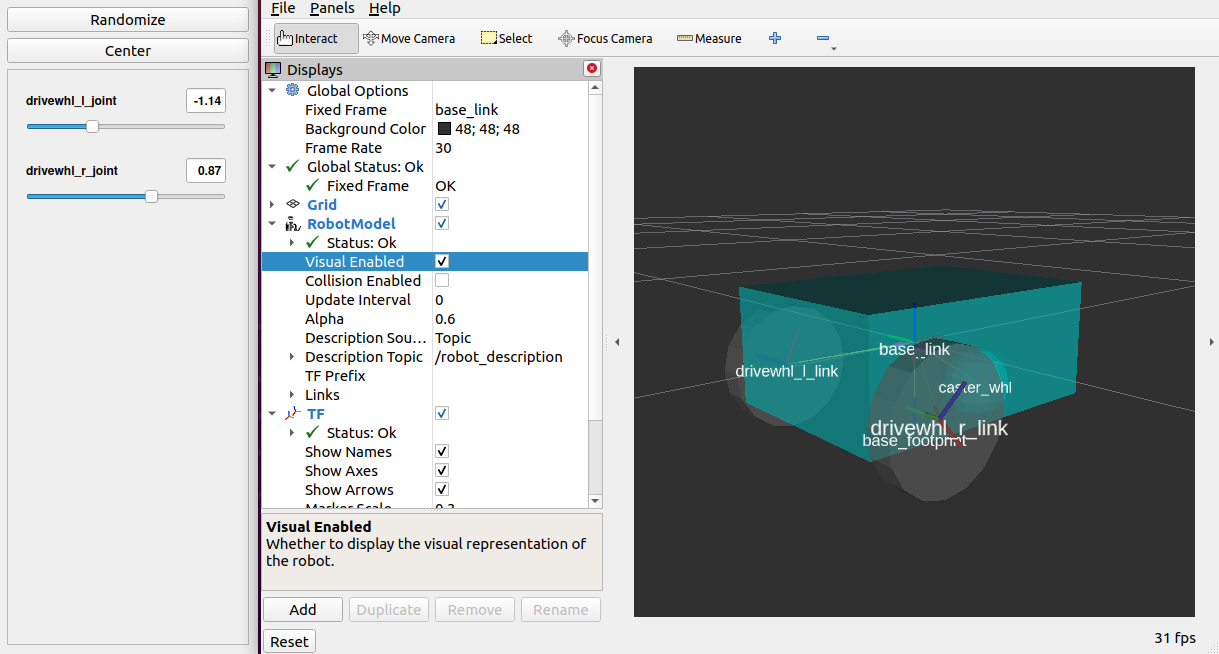 Randomize
Center
drivewhl_l_joint
-1.14
drivewhl_r_joint
0.87
File Panels Help
Interact Move Camera Select Focus Camera Measure
Displays
Global Options
Fixed Frame base_link
Background Color 48; 48; 48
Frame Rate 30
Global Status: Ok
Fixed Frame OK
Grid
RobotModel
Status: Ok
Visual Enabled
Collision Enabled
Update Interval 0
Alpha 0.6
Description Sou... Topic
Description Topic /robot_description
TF Prefix
Links
TF
Status: Ok
Show Names
Show Axes
Show Arrows
Marker Scale 0.3
Visual Enabled
Whether to display the visual representation of
the robot.
Add Duplicate Remove Rename
Reset
base_link
drivewhl_l_link
caster_whl
drivewhl_r_link
base_footprint
31 fps